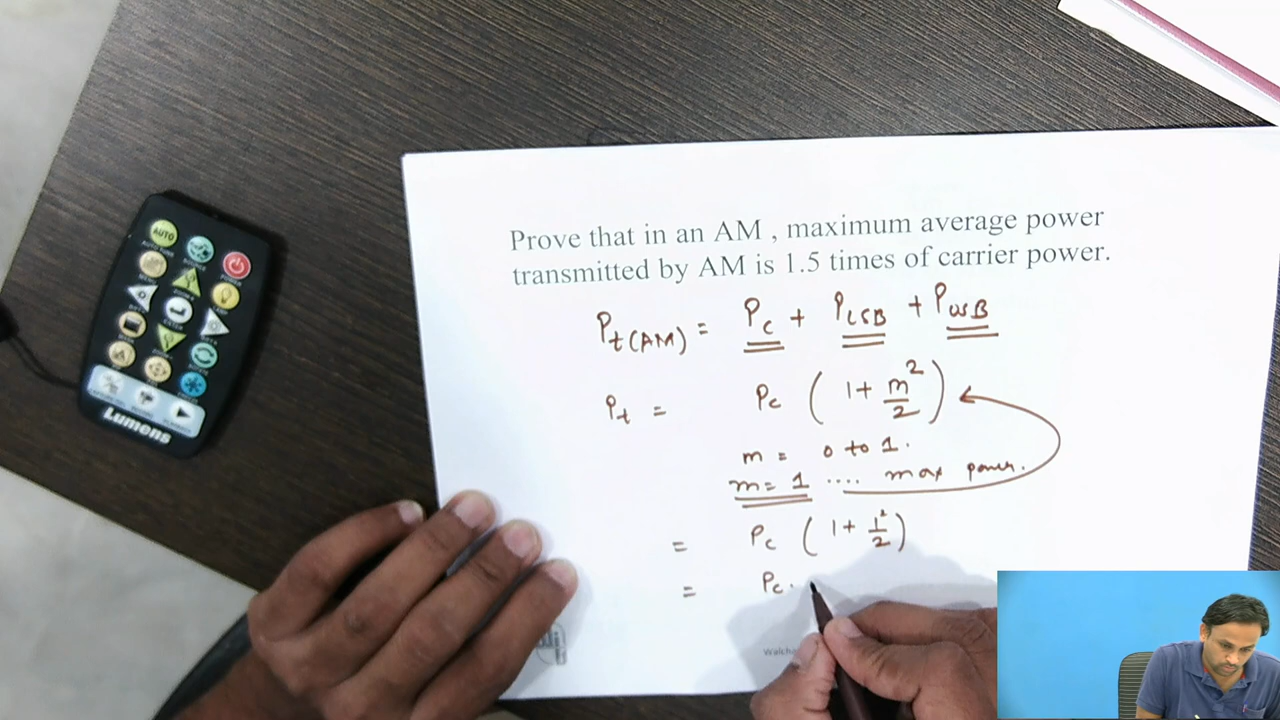 Prove that in an AM , maximum average power
transmitted by AM is 1.5 times of carrier power.
Pt(AM) = Pc + PLSB + PUSB
Pt = Pc ( 1 + m²/2 )
m = 0 to 1.
m = 1 .... max power.
= Pc ( 1 + 1²/2 )
= Pc .
AUTO
Lumens